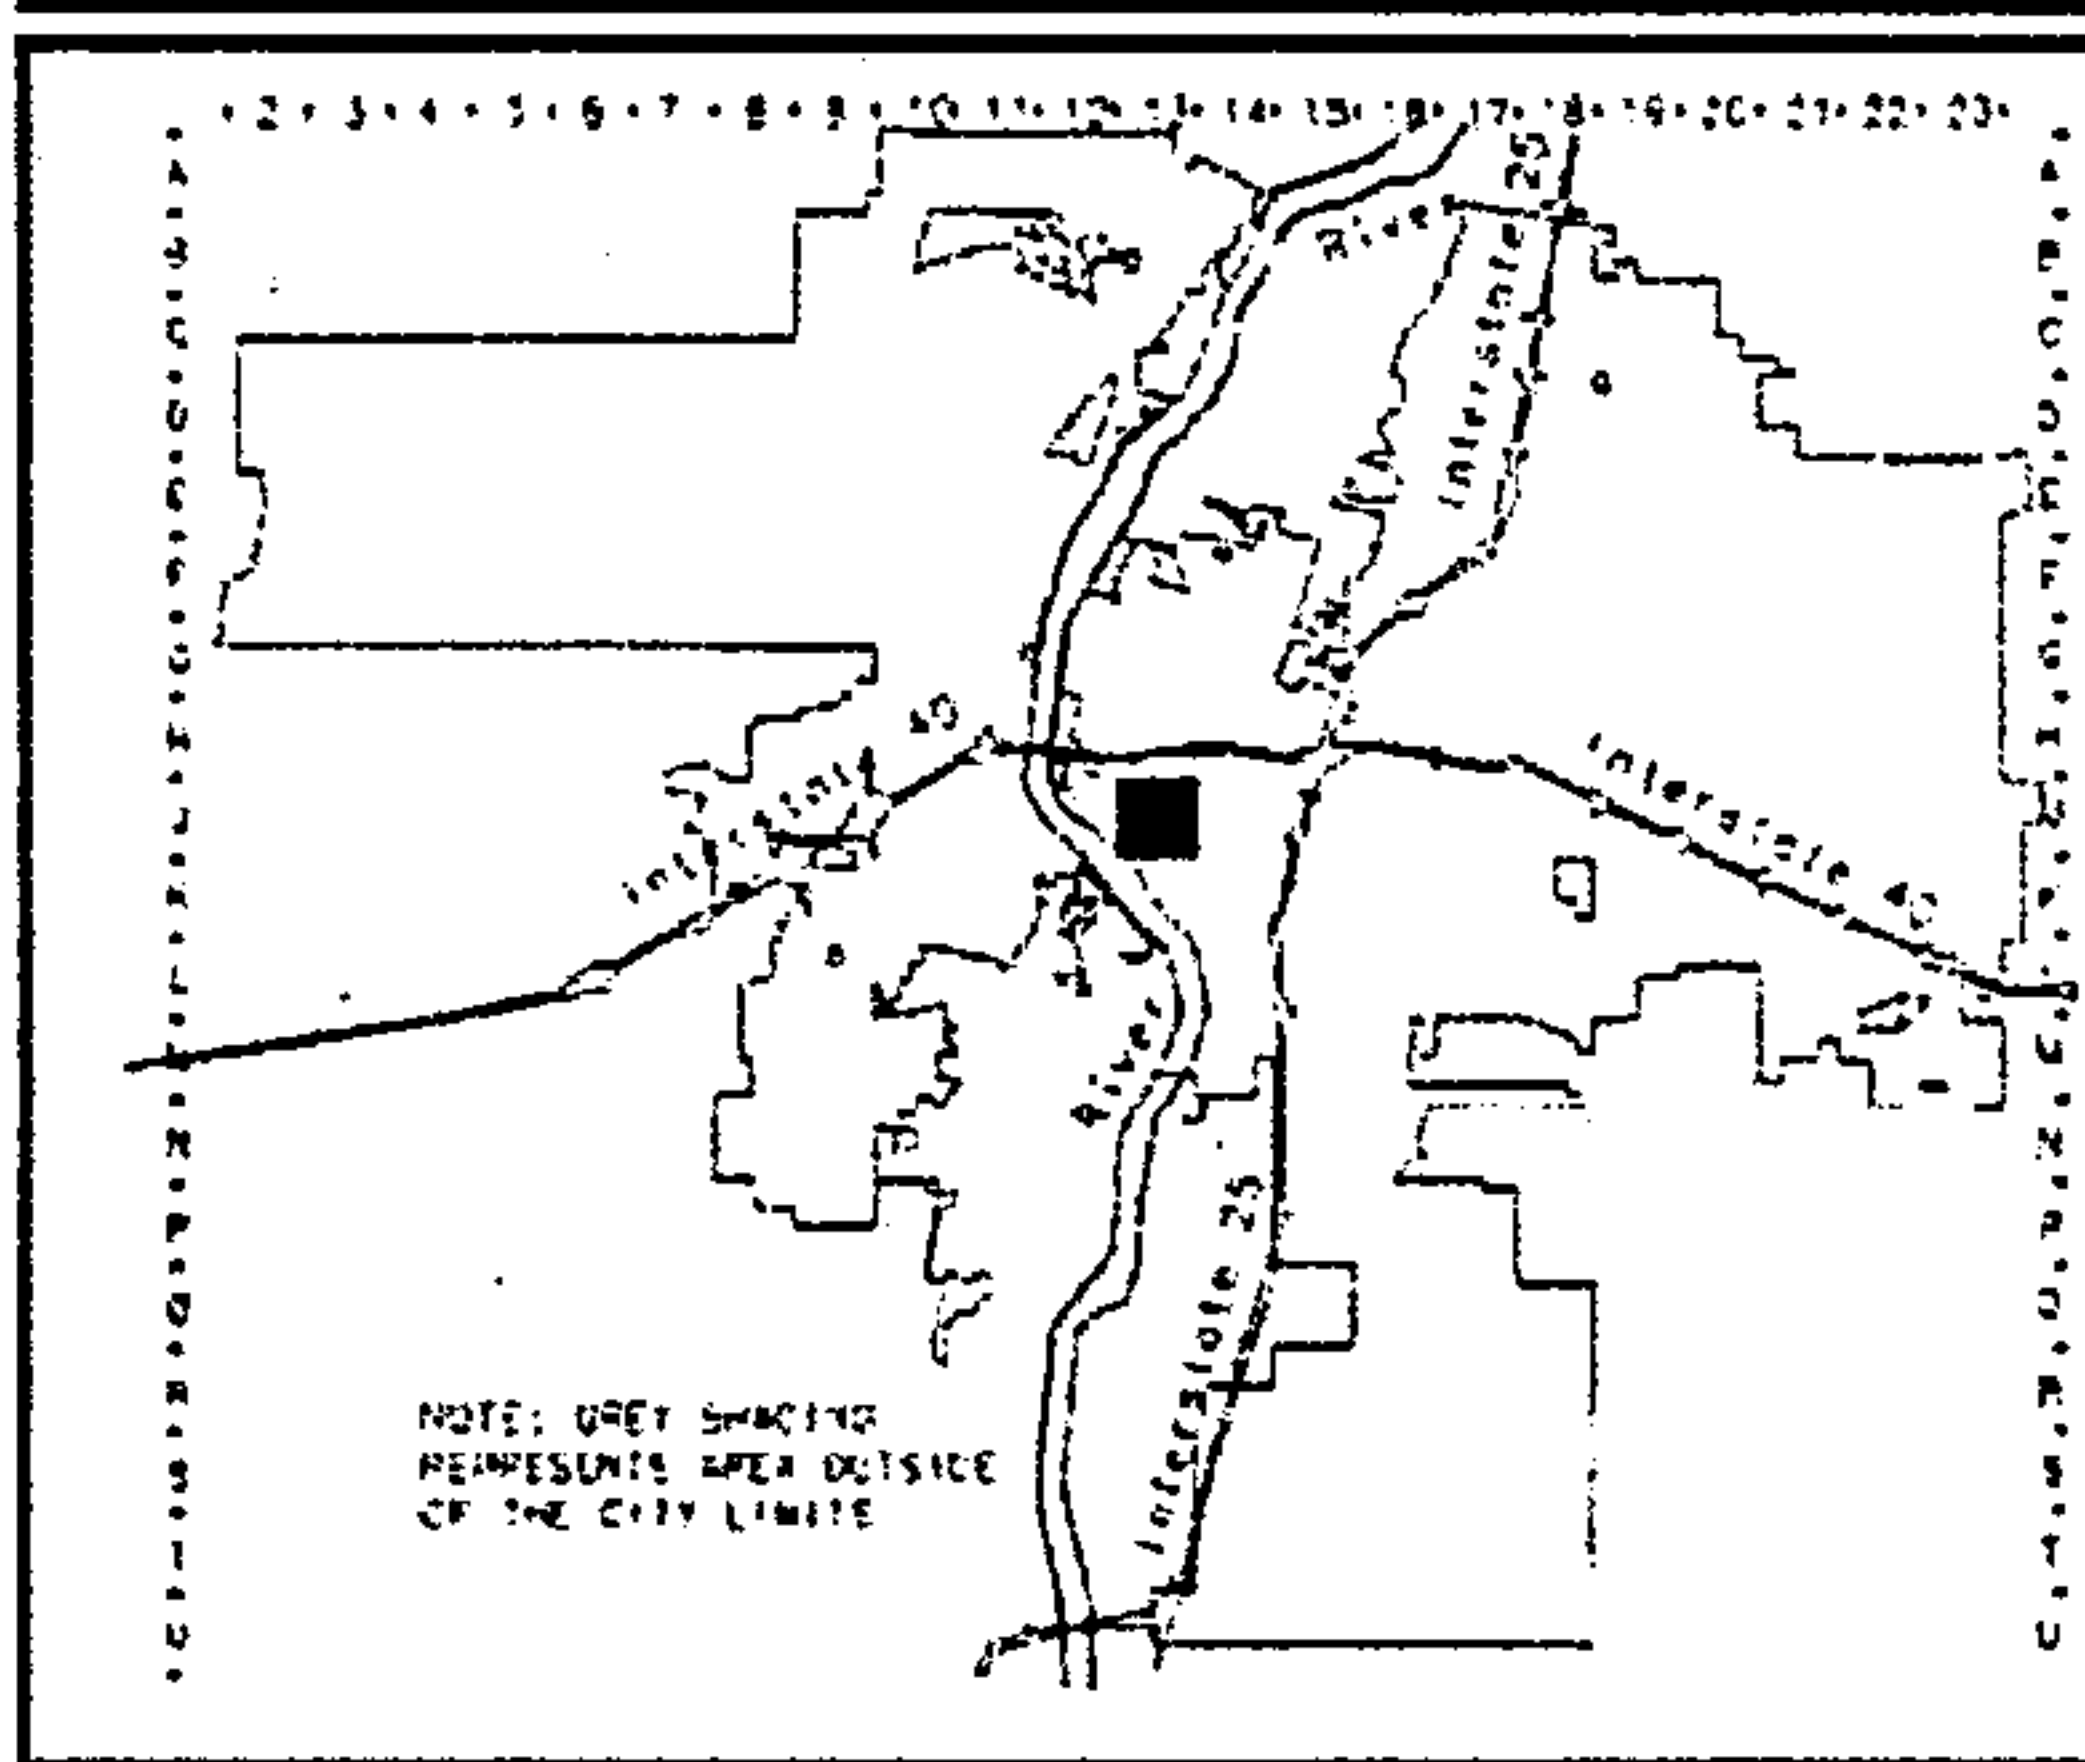 2 3 4 5 6 7 8 9 10 11 12 13 14 15 16 17 18 19 20 21 22 23
A
B
C
D
E
F
G
H
J
K
L
M
N
P
Q
R
S
T
U
River
Interstate 25
Interstate 40
Interstate 40
River
Interstate 25
NOTE: GREY SHADING
REPRESENTS AREA OUTSIDE
OF THE CITY LIMITS
A
B
C
D
E
F
G
H
J
K
L
M
N
P
Q
R
S
T
U